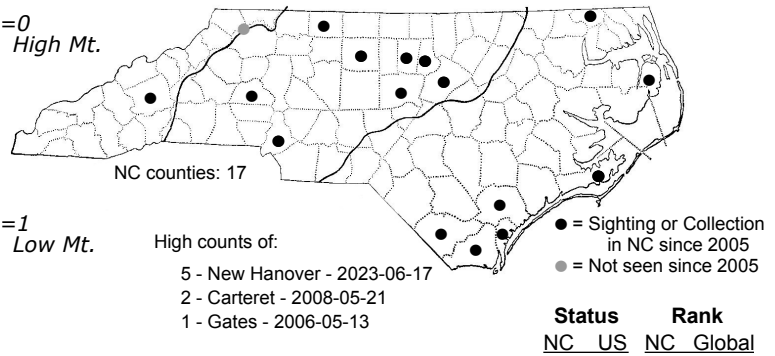 =0
High Mt.
NC counties: 17
=1
Low Mt.
High counts of:
5 - New Hanover - 2023-06-17
2 - Carteret - 2008-05-21
1 - Gates - 2006-05-13
● = Sighting or Collection
in NC since 2005
● = Not seen since 2005
Status Rank
NC US NC Global